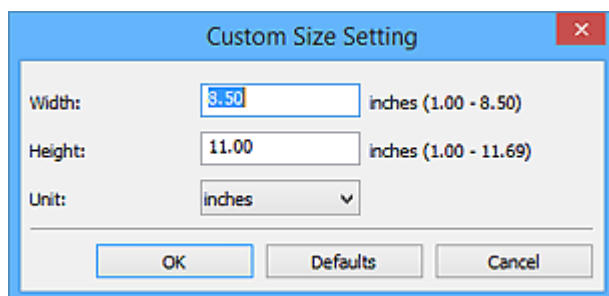 Custom Size Setting
Width: 8.50 inches (1.00 - 8.50)
Height: 11.00 inches (1.00 - 11.69)
Unit: inches
OK Defaults Cancel